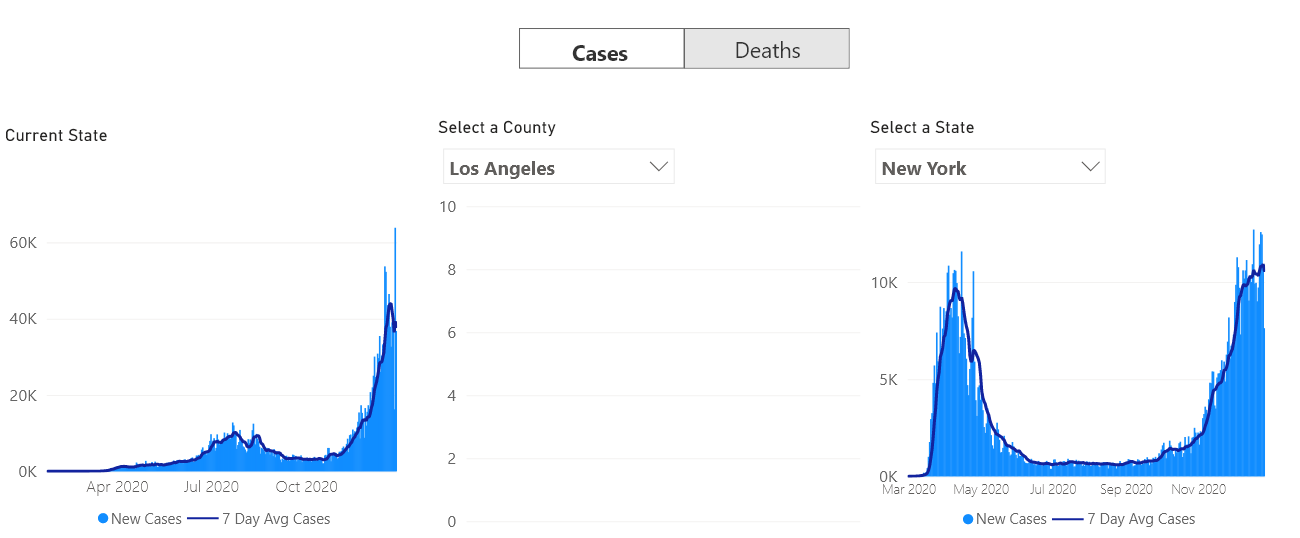 Cases Deaths
Current State
60K
40K
20K
0K
Apr 2020 Jul 2020 Oct 2020
New Cases 7 Day Avg Cases
Select a County
Los Angeles
10
8
6
4
2
0
Select a State
New York
10K
5K
0K
Mar 2020 May 2020 Jul 2020 Sep 2020 Nov 2020
New Cases 7 Day Avg Cases